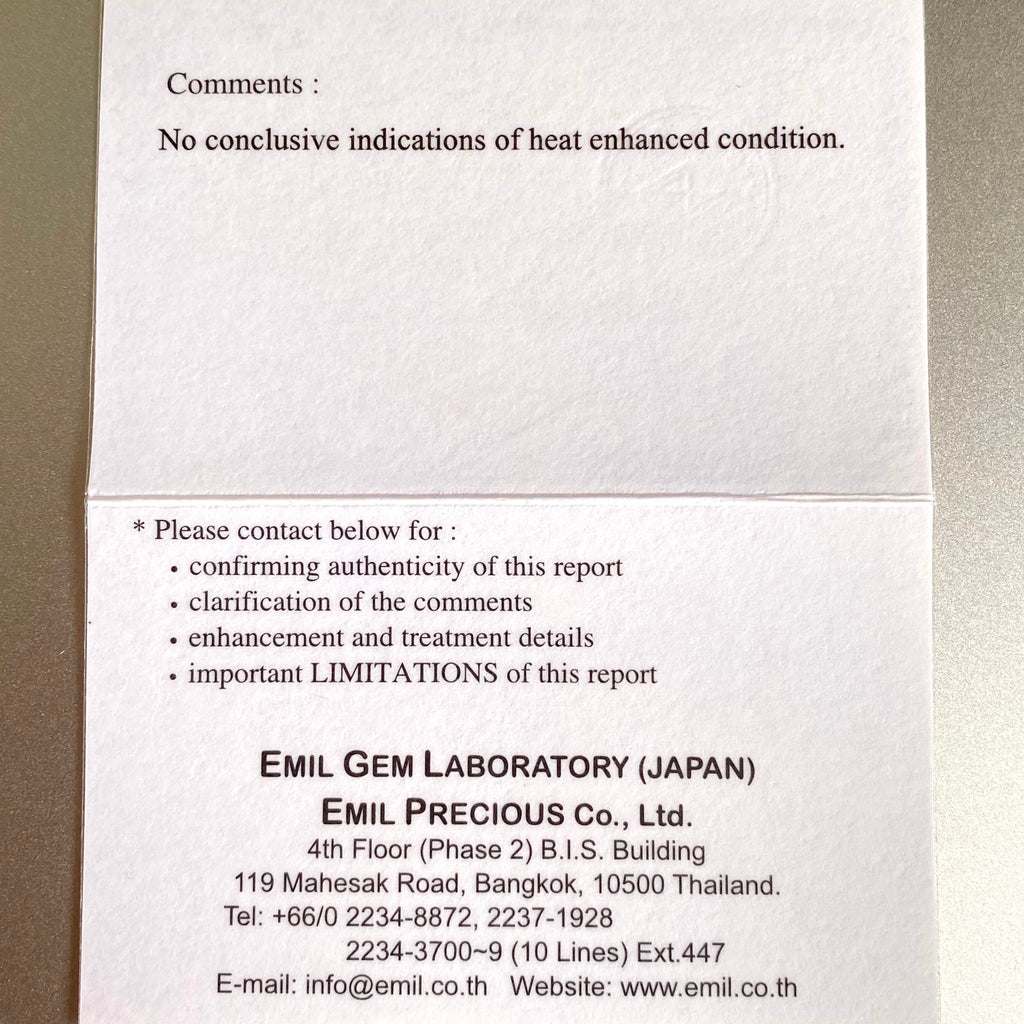 Comments :
No conclusive indications of heat enhanced condition.
* Please contact below for :
• confirming authenticity of this report
• clarification of the comments
• enhancement and treatment details
• important LIMITATIONS of this report
EMIL GEM LABORATORY (JAPAN)
EMIL PRECIOUS Co., Ltd.
4th Floor (Phase 2) B.I.S. Building
119 Mahesak Road, Bangkok, 10500 Thailand.
Tel: +66/0 2234-8872, 2237-1928
2234-3700~9 (10 Lines) Ext.447
E-mail: info@emil.co.th Website: www.emil.co.th